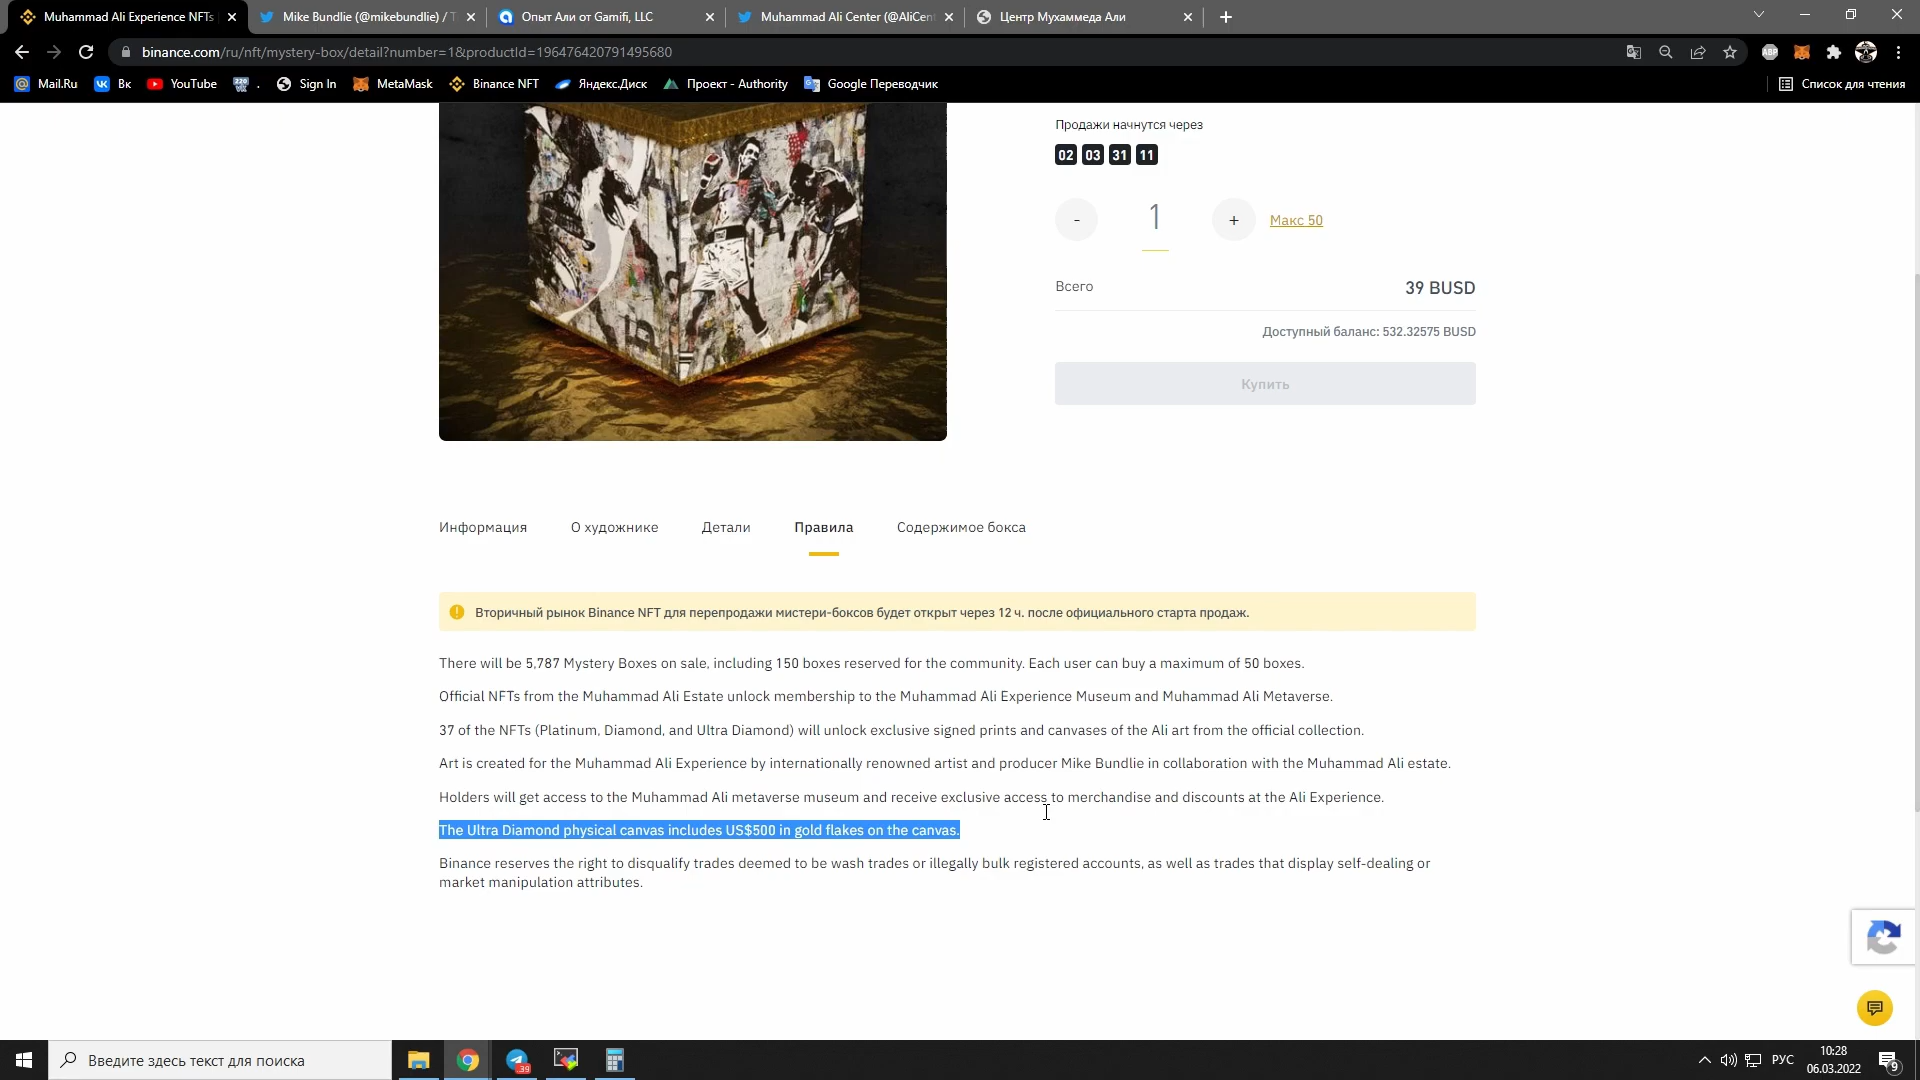 Muhammad Ali Experience NFTs
Mike Bundlie (@mikebundlie) / T
Опыт Али от Gamifi, LLC
Muhammad Ali Center (@AliCent
Центр Мухаммеда Али
binance.com/ru/nft/mystery-box/detail?number=1&productId=196476420791495680
ABP
Mail.Ru
Вк
YouTube
.
Sign In
MetaMask
Binance NFT
Яндекс.Диск
Проект - Authority
Google Переводчик
Список для чтения
Продажи начнутся через
02 03 31 11
- 1 + Макс 50
Всего 39 BUSD
Доступный баланс: 532.32575 BUSD
Купить
Информация О художнике Детали Правила Содержимое бокса
Вторичный рынок Binance NFT для перепродажи мистери-боксов будет открыт через 12 ч. после официального старта продаж.
There will be 5,787 Mystery Boxes on sale, including 150 boxes reserved for the community. Each user can buy a maximum of 50 boxes.
Official NFTs from the Muhammad Ali Estate unlock membership to the Muhammad Ali Experience Museum and Muhammad Ali Metaverse.
37 of the NFTs (Platinum, Diamond, and Ultra Diamond) will unlock exclusive signed prints and canvases of the Ali art from the official collection.
Art is created for the Muhammad Ali Experience by internationally renowned artist and producer Mike Bundlie in collaboration with the Muhammad Ali estate.
Holders will get access to the Muhammad Ali metaverse museum and receive exclusive access to merchandise and discounts at the Ali Experience.
The Ultra Diamond physical canvas includes US$500 in gold flakes on the canvas.
Binance reserves the right to disqualify trades deemed to be wash trades or illegally bulk registered accounts, as well as trades that display self-dealing or
market manipulation attributes.
Введите здесь текст для поиска
39
РУС
10:28
06.03.2022
9